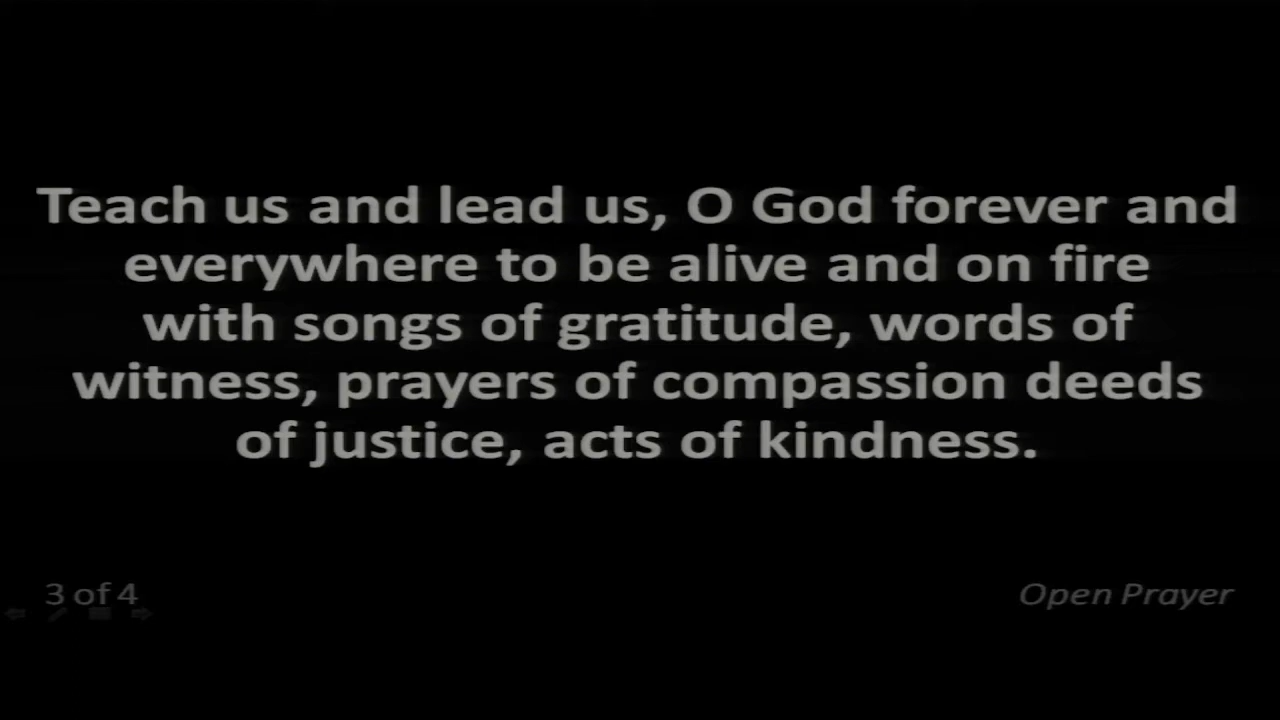 Teach us and lead us, O God forever and
everywhere to be alive and on fire
with songs of gratitude, words of
witness, prayers of compassion deeds
of justice, acts of kindness.
3 of 4
Open Prayer